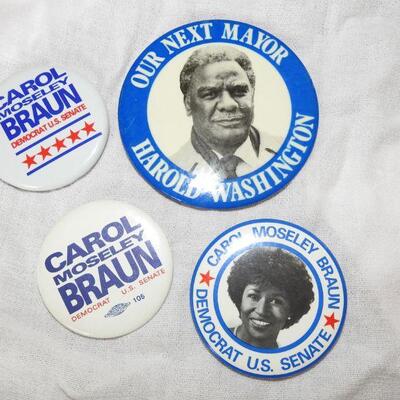 CAROL
MOSELEY
BRAUN
DEMOCRAT U.S. SENATE
OUR NEXT MAYOR
HAROLD WASHINGTON
CAROL
MOSELEY
BRAUN
DEMOCRAT U.S. SENATE
105
CAROL MOSELEY BRAUN
DEMOCRAT U.S. SENATE